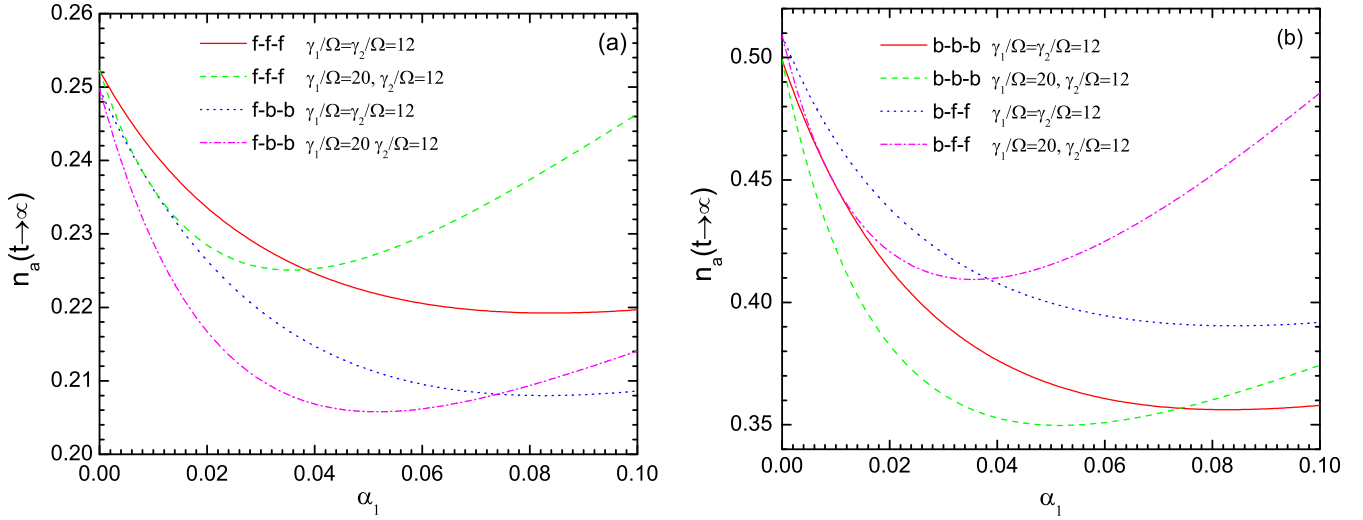 (a)
f-f-f γ₁/Ω=γ₂/Ω=12
f-f-f γ₁/Ω=20, γ₂/Ω=12
f-b-b γ₁/Ω=γ₂/Ω=12
f-b-b γ₁/Ω=20 γ₂/Ω=12
0.26
0.25
0.24
0.23
0.22
0.21
0.20
nₐ(t→∝)
0.00 0.02 0.04 0.06 0.08 0.10
α₁
(b)
b-b-b γ₁/Ω=γ₂/Ω=12
b-b-b γ₁/Ω=20, γ₂/Ω=12
b-f-f γ₁/Ω=γ₂/Ω=12
b-f-f γ₁/Ω=20, γ₂/Ω=12
0.50
0.45
0.40
0.35
nₐ(t→∝)
0.00 0.02 0.04 0.06 0.08 0.10
α₁